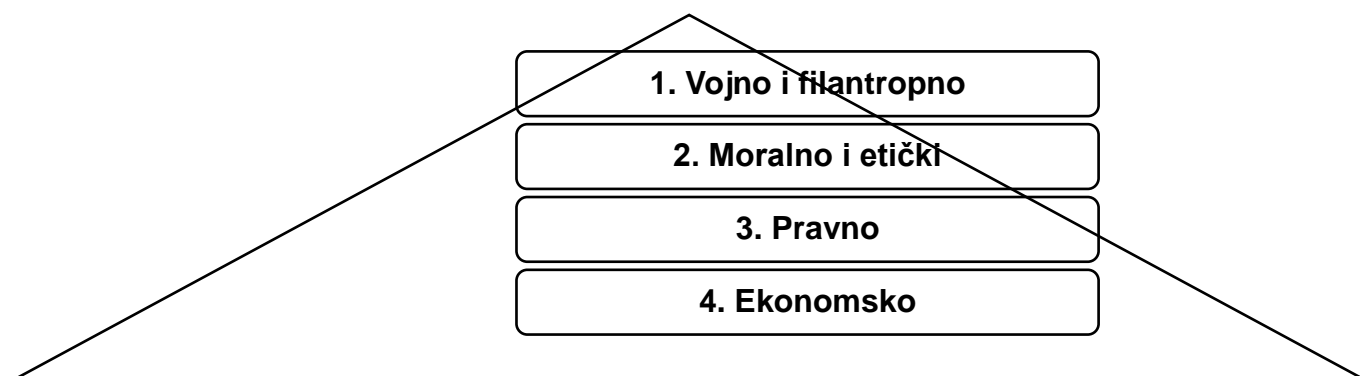 1. Vojno i filantropno
2. Moralno i etički
3. Pravno
4. Ekonomsko